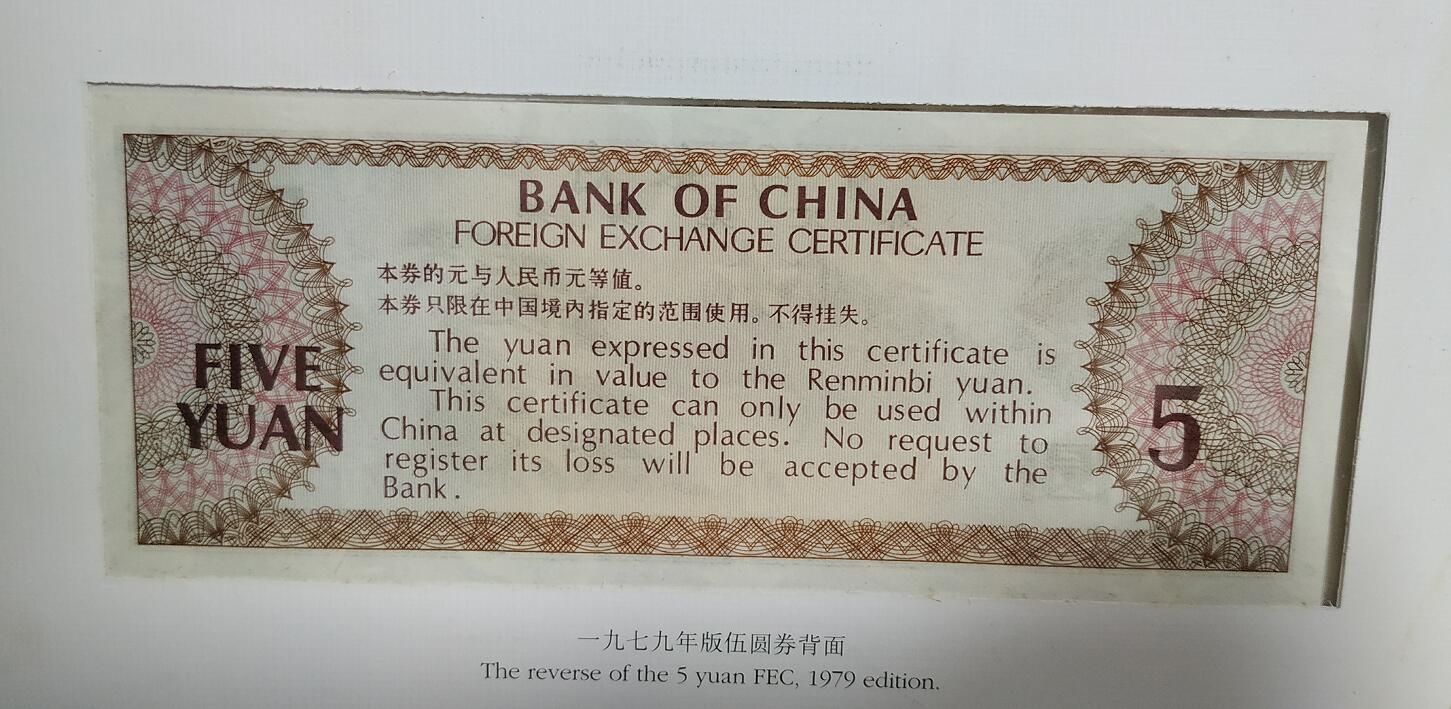 BANK OF CHINA
FOREIGN EXCHANGE CERTIFICATE
本券的元与人民币元等值。
本券只限在中国境内指定的范围使用。不得挂失。
The yuan expressed in this certificate is
equivalent in value to the Renminbi yuan.
This certificate can only be used within
China at designated places. No request to
register its loss will be accepted by the
Bank.
FIVE
YUAN
5
一九七九年版伍圆券背面
The reverse of the 5 yuan FEC, 1979 edition.